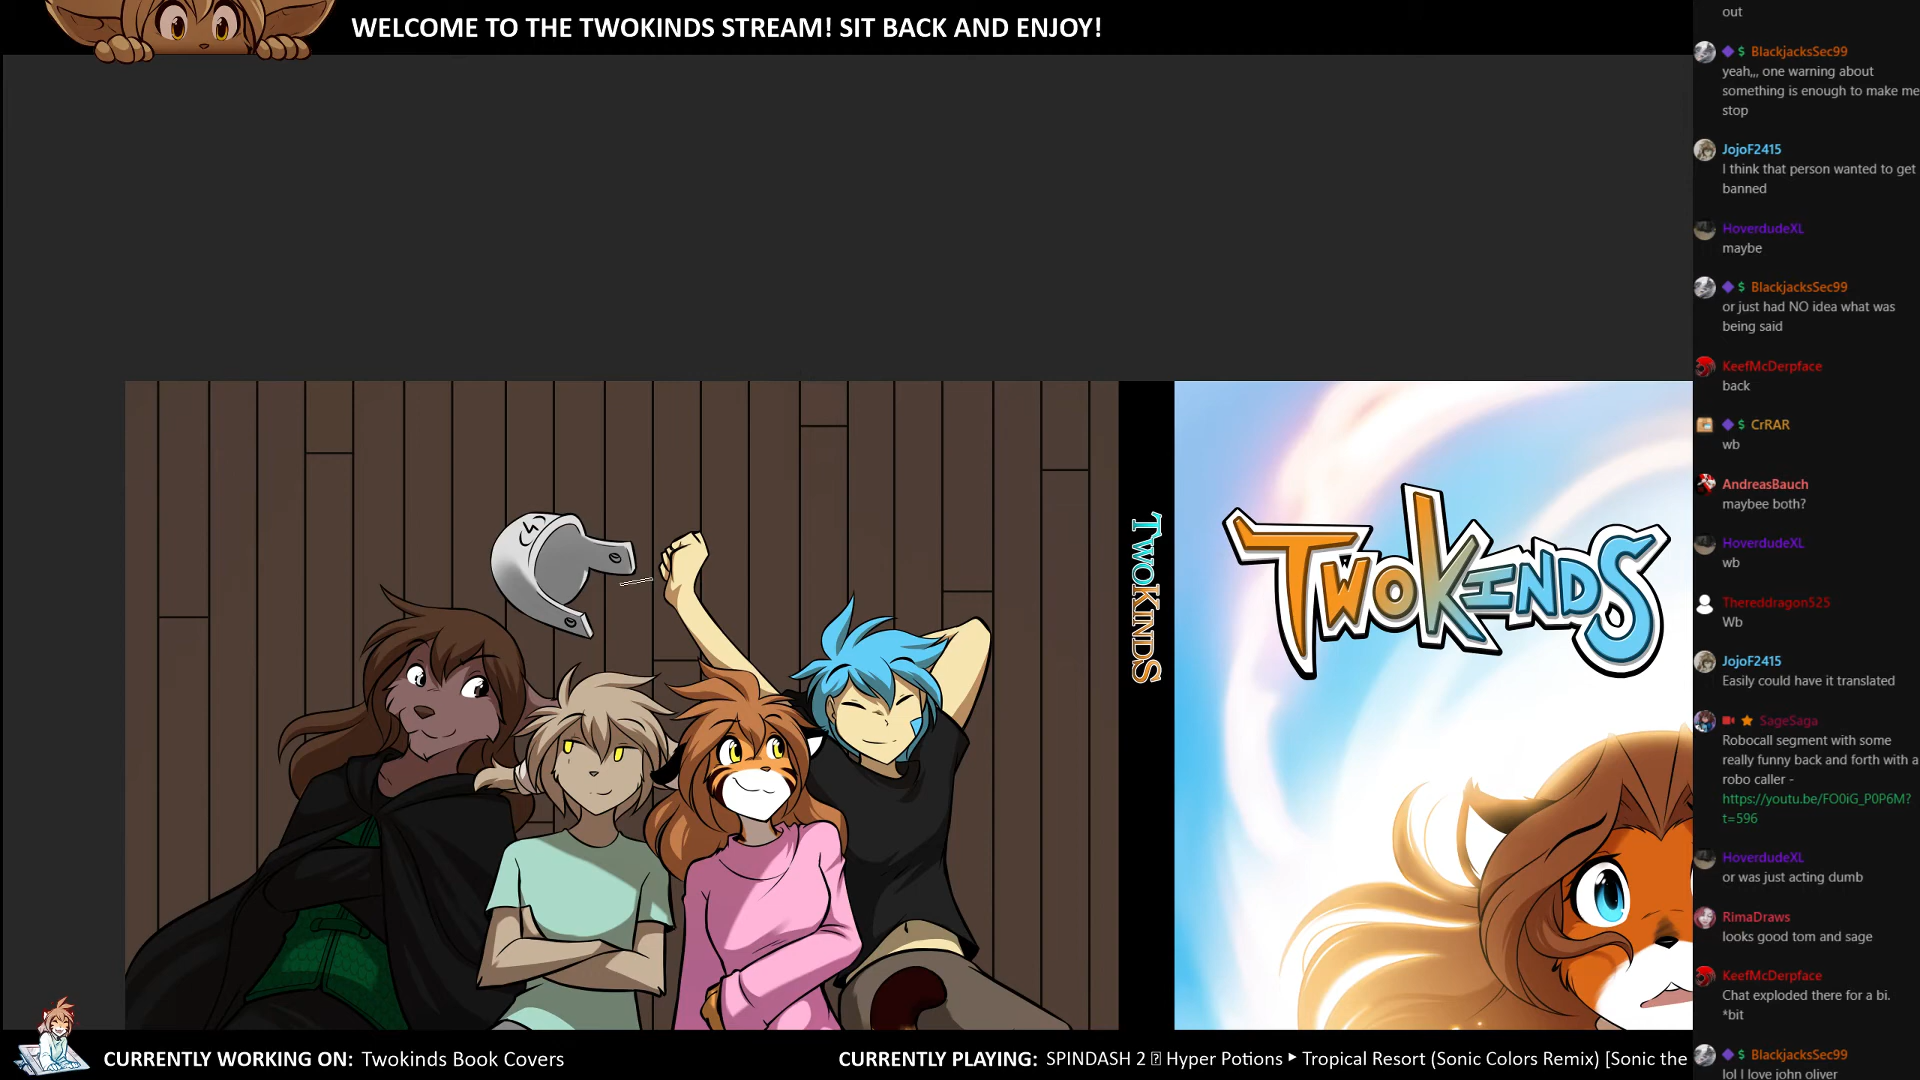 WELCOME TO THE TWOKINDS STREAM! SIT BACK AND ENJOY!
TWOKINDS
TWOKINDS
CURRENTLY WORKING ON: Twokinds Book Covers
CURRENTLY PLAYING: SPINDASH 2 ⍰ Hyper Potions ‣ Tropical Resort (Sonic Colors Remix) [Sonic the
out
$ BlackjacksSec99
yeah,,, one warning about
something is enough to make me
stop
JojoF2415
I think that person wanted to get
banned
HoverdudeXL
maybe
$ BlackjacksSec99
or just had NO idea what was
being said
KeefMcDerpface
back
$ CrRAR
wb
AndreasBauch
maybee both?
HoverdudeXL
wb
Thereddragon525
Wb
JojoF2415
Easily could have it translated
SageSaga
Robocall segment with some
really funny back and forth with a
robo caller -
https://youtu.be/FO0iG_P0P6M?
t=596
HoverdudeXL
or was just acting dumb
RimaDraws
looks good tom and sage
KeefMcDerpface
Chat exploded there for a bi.
*bit
$ BlackjacksSec99
lol I love john oliver